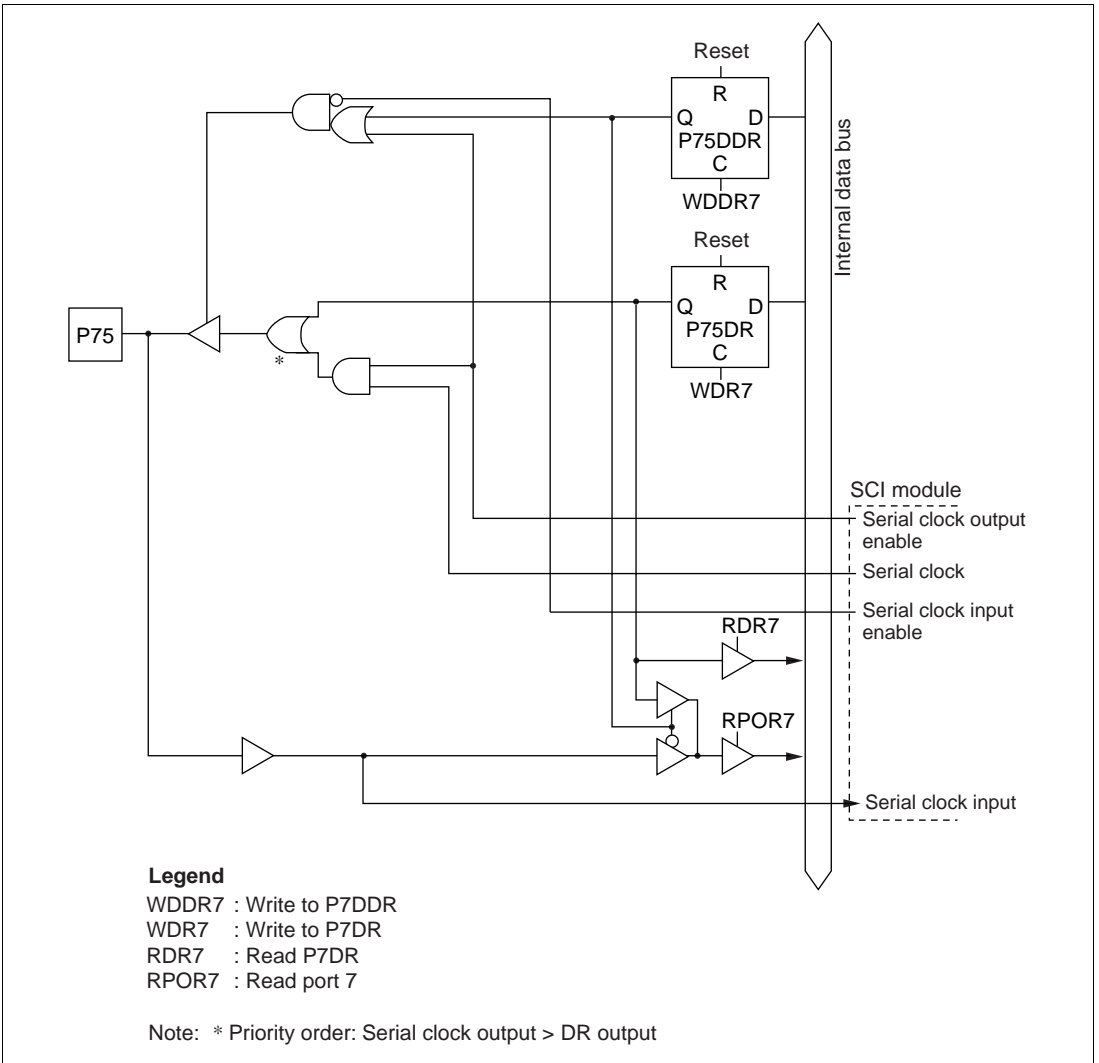 Reset
R
Q D
P75DDR
C
WDDR7
Internal data bus
Reset
R
Q D
P75DR
C
WDR7
P75
*
SCI module
Serial clock output
enable
Serial clock
Serial clock input
enable
RDR7
RPOR7
Serial clock input
Legend
WDDR7 : Write to P7DDR
WDR7 : Write to P7DR
RDR7 : Read P7DR
RPOR7 : Read port 7
Note: * Priority order: Serial clock output > DR output